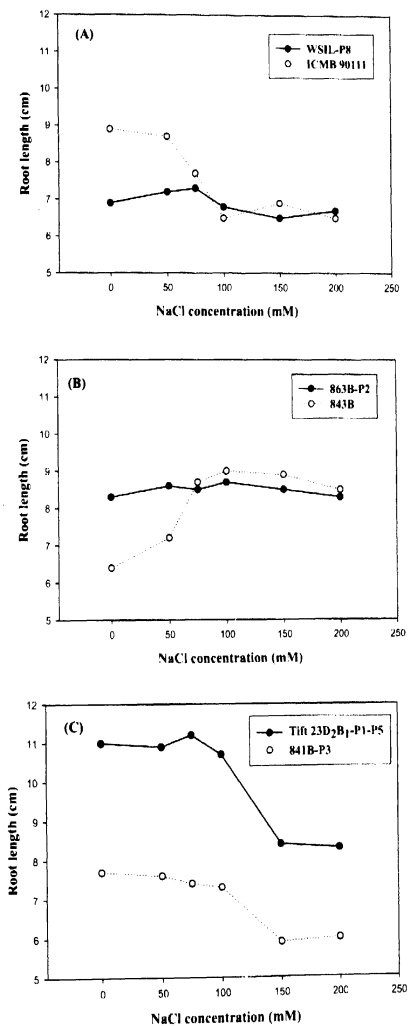 12
(A)
WSIL-P8
ICMB 90111
11
10
9
8
7
6
5
Root length (cm)
0 50 100 150 200
NaCl concentration (mM)
12
(B)
863B-P2
843B
11
10
9
8
7
6
5
Root length (cm)
0 50 100 150 200
NaCl concentration (mM)
12
(C)
Tift 23D2B1-P1-P5
841B-P3
11
10
9
8
7
6
5
Root length (cm)
0 50 100 150 200
NaCl concentration (mM)